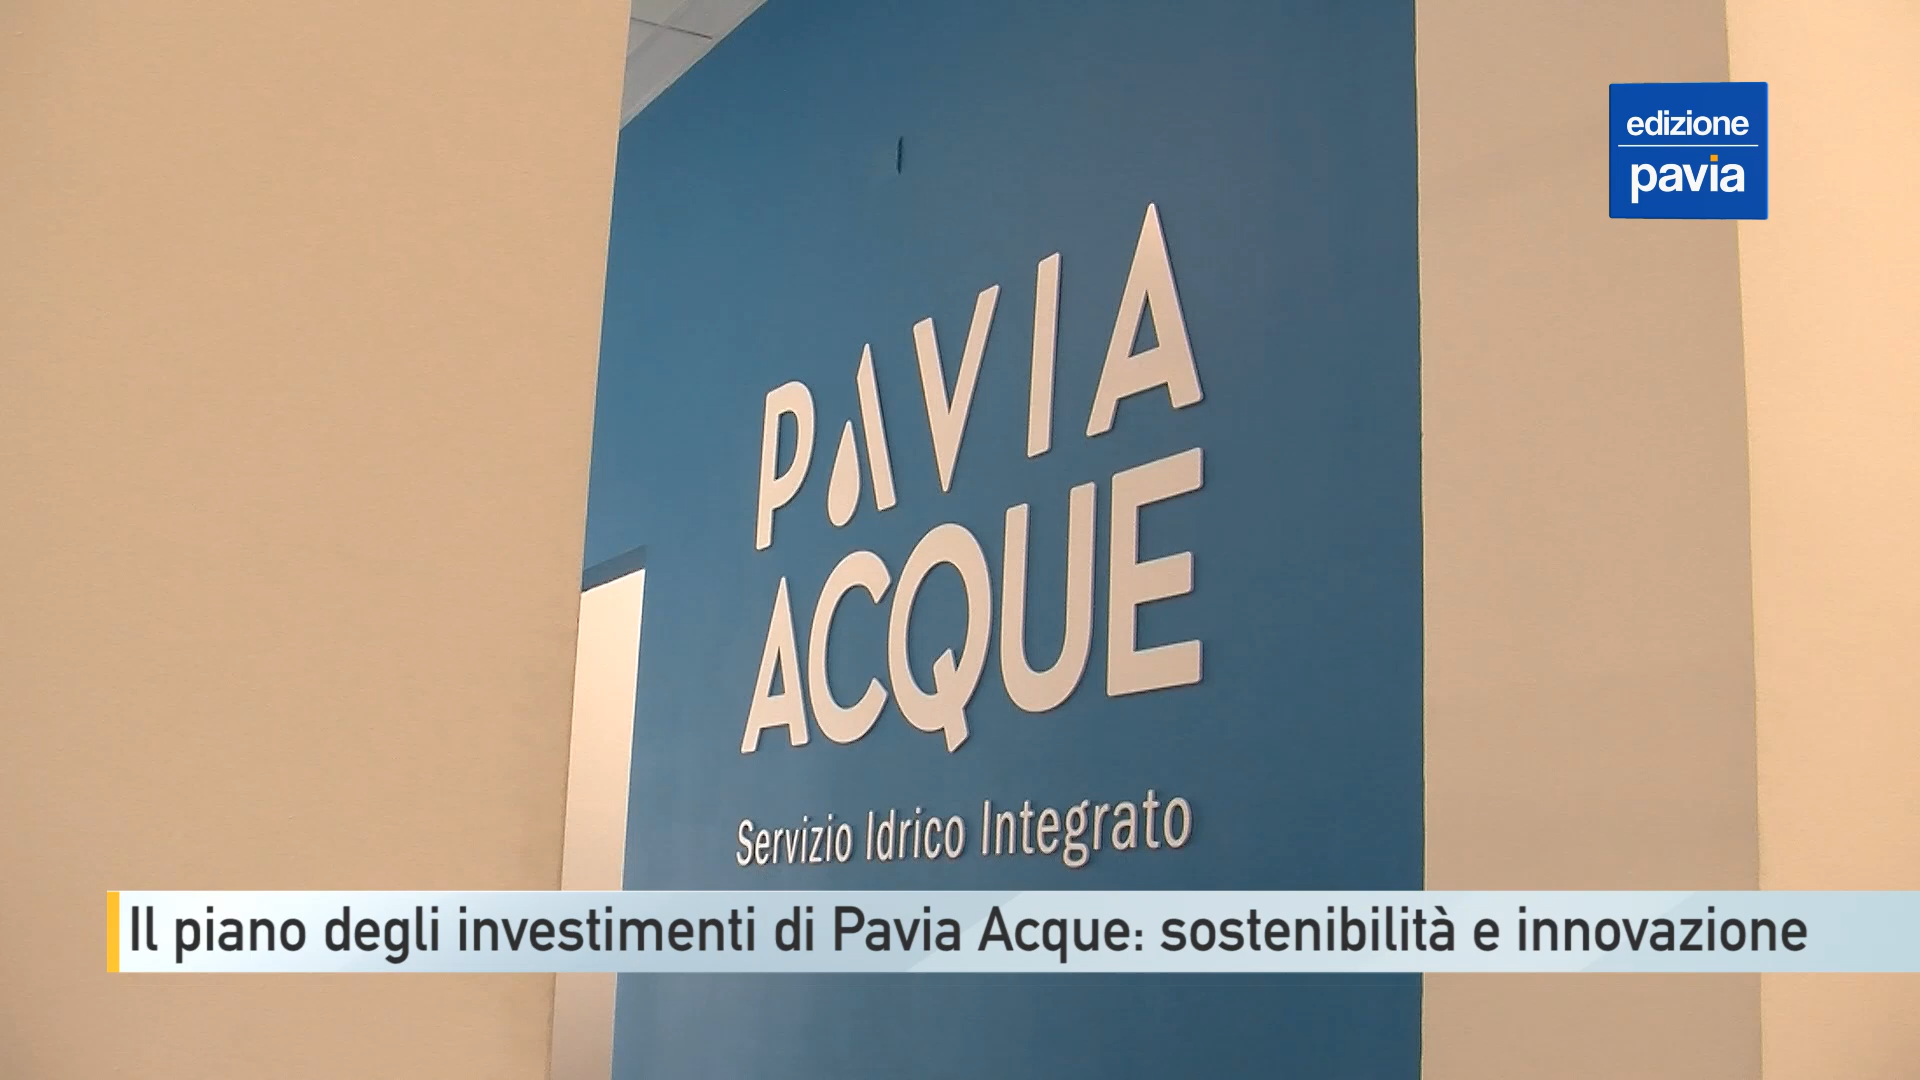 edizione
pavia
PAVIA
ACQUE
Servizio Idrico Integrato
Il piano degli investimenti di Pavia Acque: sostenibilità e innovazione